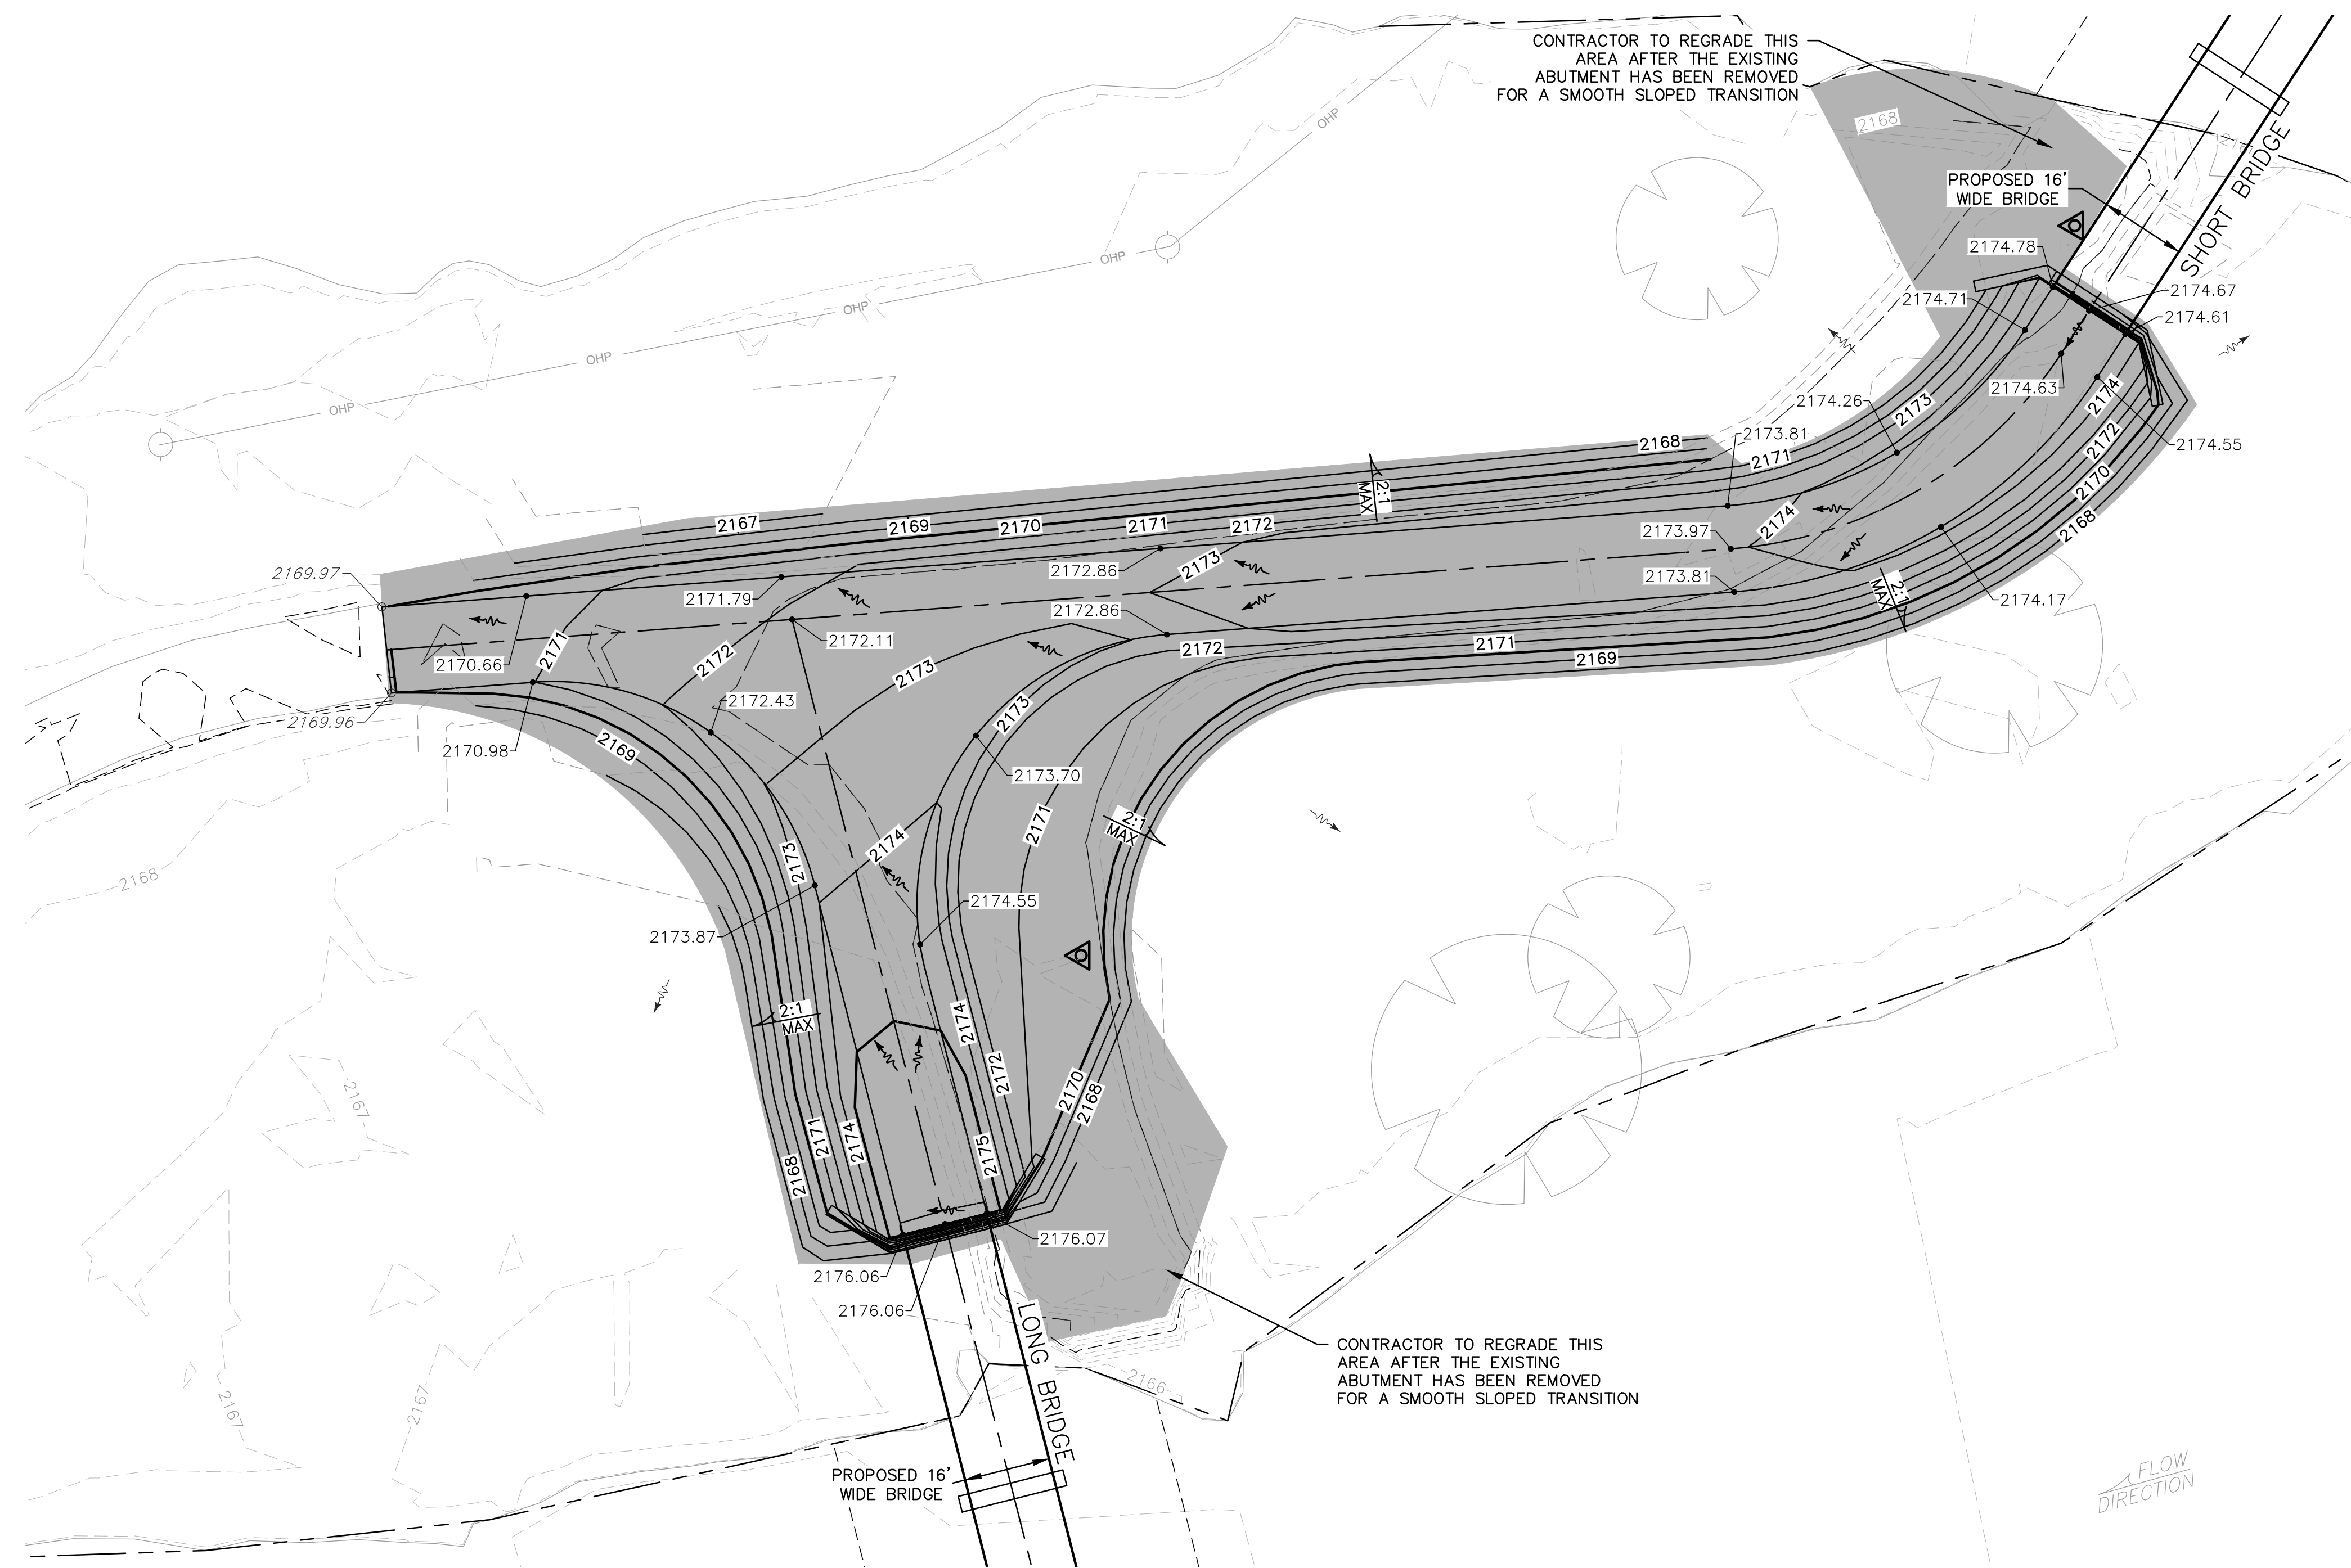 CONTRACTOR TO REGRADE THIS
AREA AFTER THE EXISTING
ABUTMENT HAS BEEN REMOVED
FOR A SMOOTH SLOPED TRANSITION
2168
OHP
PROPOSED 16'
WIDE BRIDGE
SHORT BRIDGE
2174.78
OHP
OHP
OHP
OHP
2174.71
2174.67
2174.61
2174.63
2174
2174.26
2173
2173.81
2168
2171
2172
2174.55
2170
2168
2:1
MAX
2167
2169
2170
2171
2172
2174
2173.97
2169.97
2172.86
2173
2173.81
2:1
MAX
2174.17
2171.79
2172.86
2172.11
2170.66
2171
2172
2173
2172
2171
2169
2172.43
2169.96
2170.98
2169
2173
2173.70
2171
2:1
MAX
2173
2174
2168
2174.55
2173.87
2:1
MAX
2174
2172
2170
2168
2167
2171
2174
2175
2168
2176.07
2176.06
2176.06
LONG BRIDGE
CONTRACTOR TO REGRADE THIS
AREA AFTER THE EXISTING
ABUTMENT HAS BEEN REMOVED
FOR A SMOOTH SLOPED TRANSITION
2166
2167
2167
PROPOSED 16'
WIDE BRIDGE
FLOW
DIRECTION